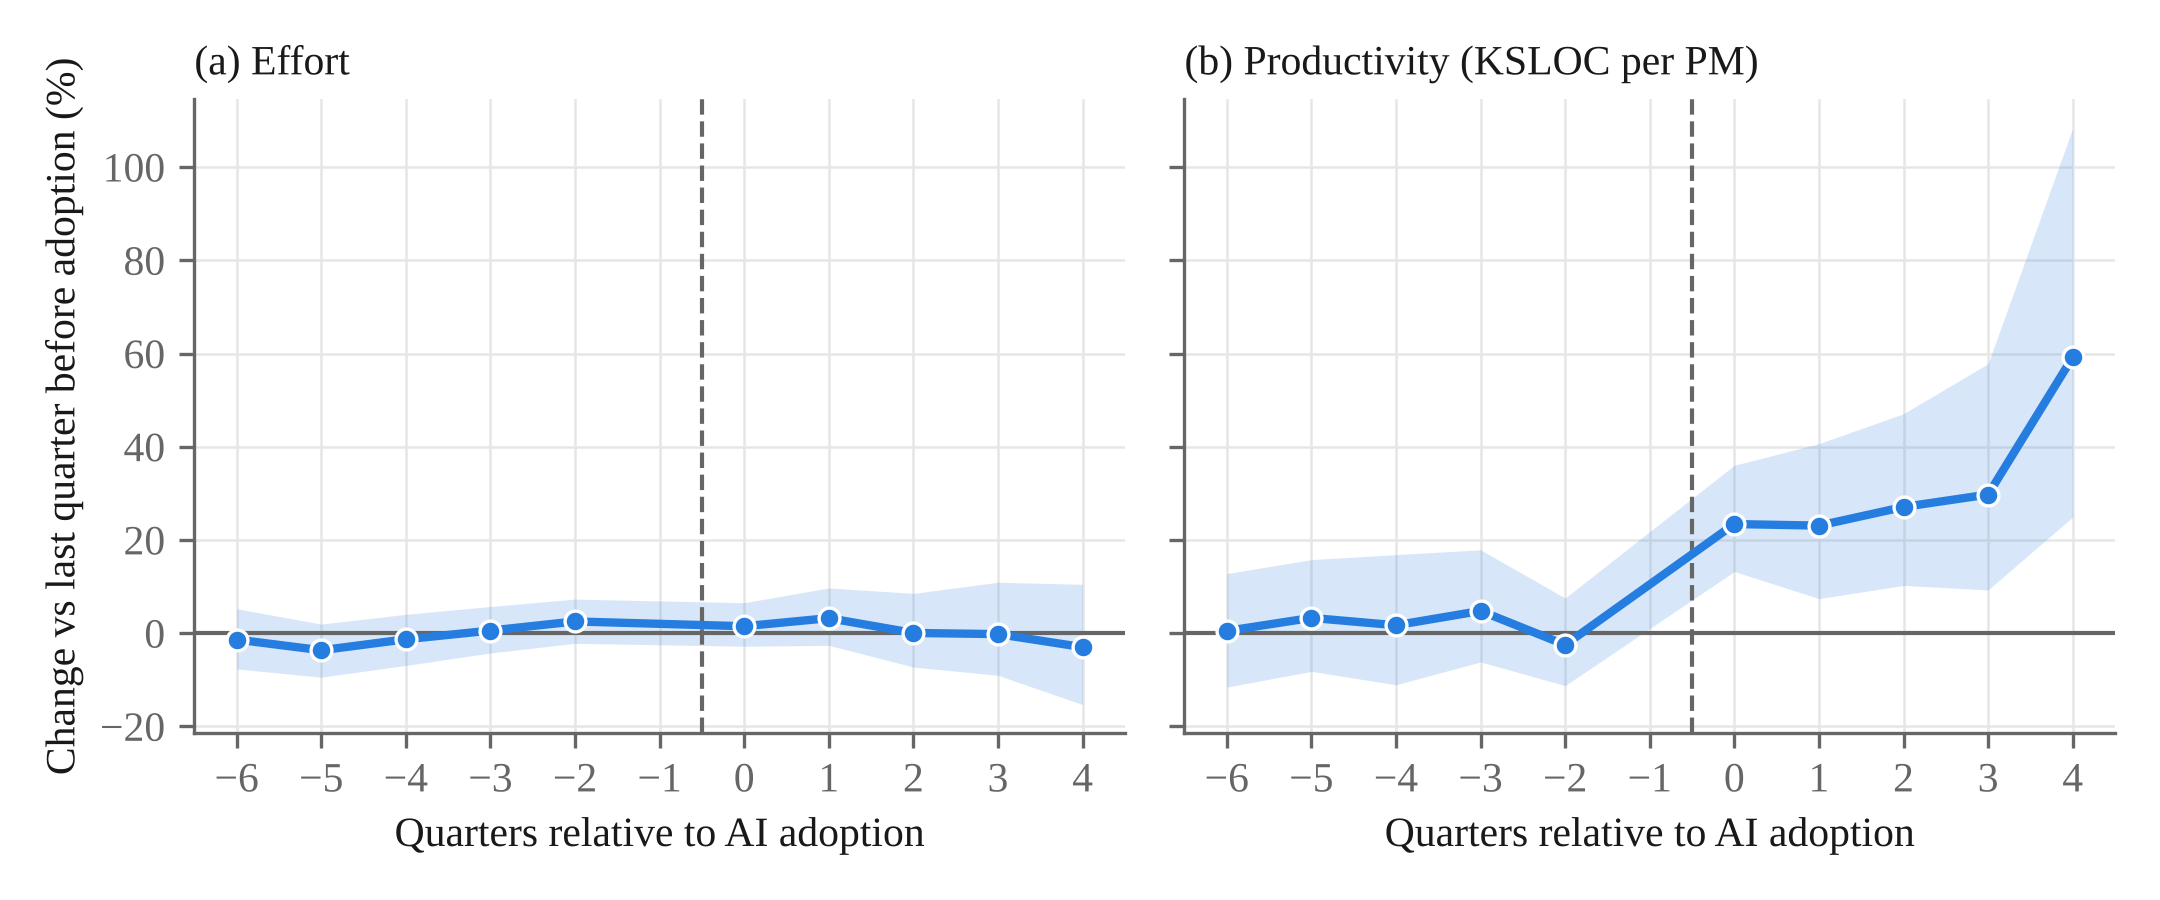 (a) Effort
(b) Productivity (KSLOC per PM)
Change vs last quarter before adoption (%)
100
80
60
40
20
0
−20
−6 −5 −4 −3 −2 −1 0 1 2 3 4
−6 −5 −4 −3 −2 −1 0 1 2 3 4
Quarters relative to AI adoption
Quarters relative to AI adoption